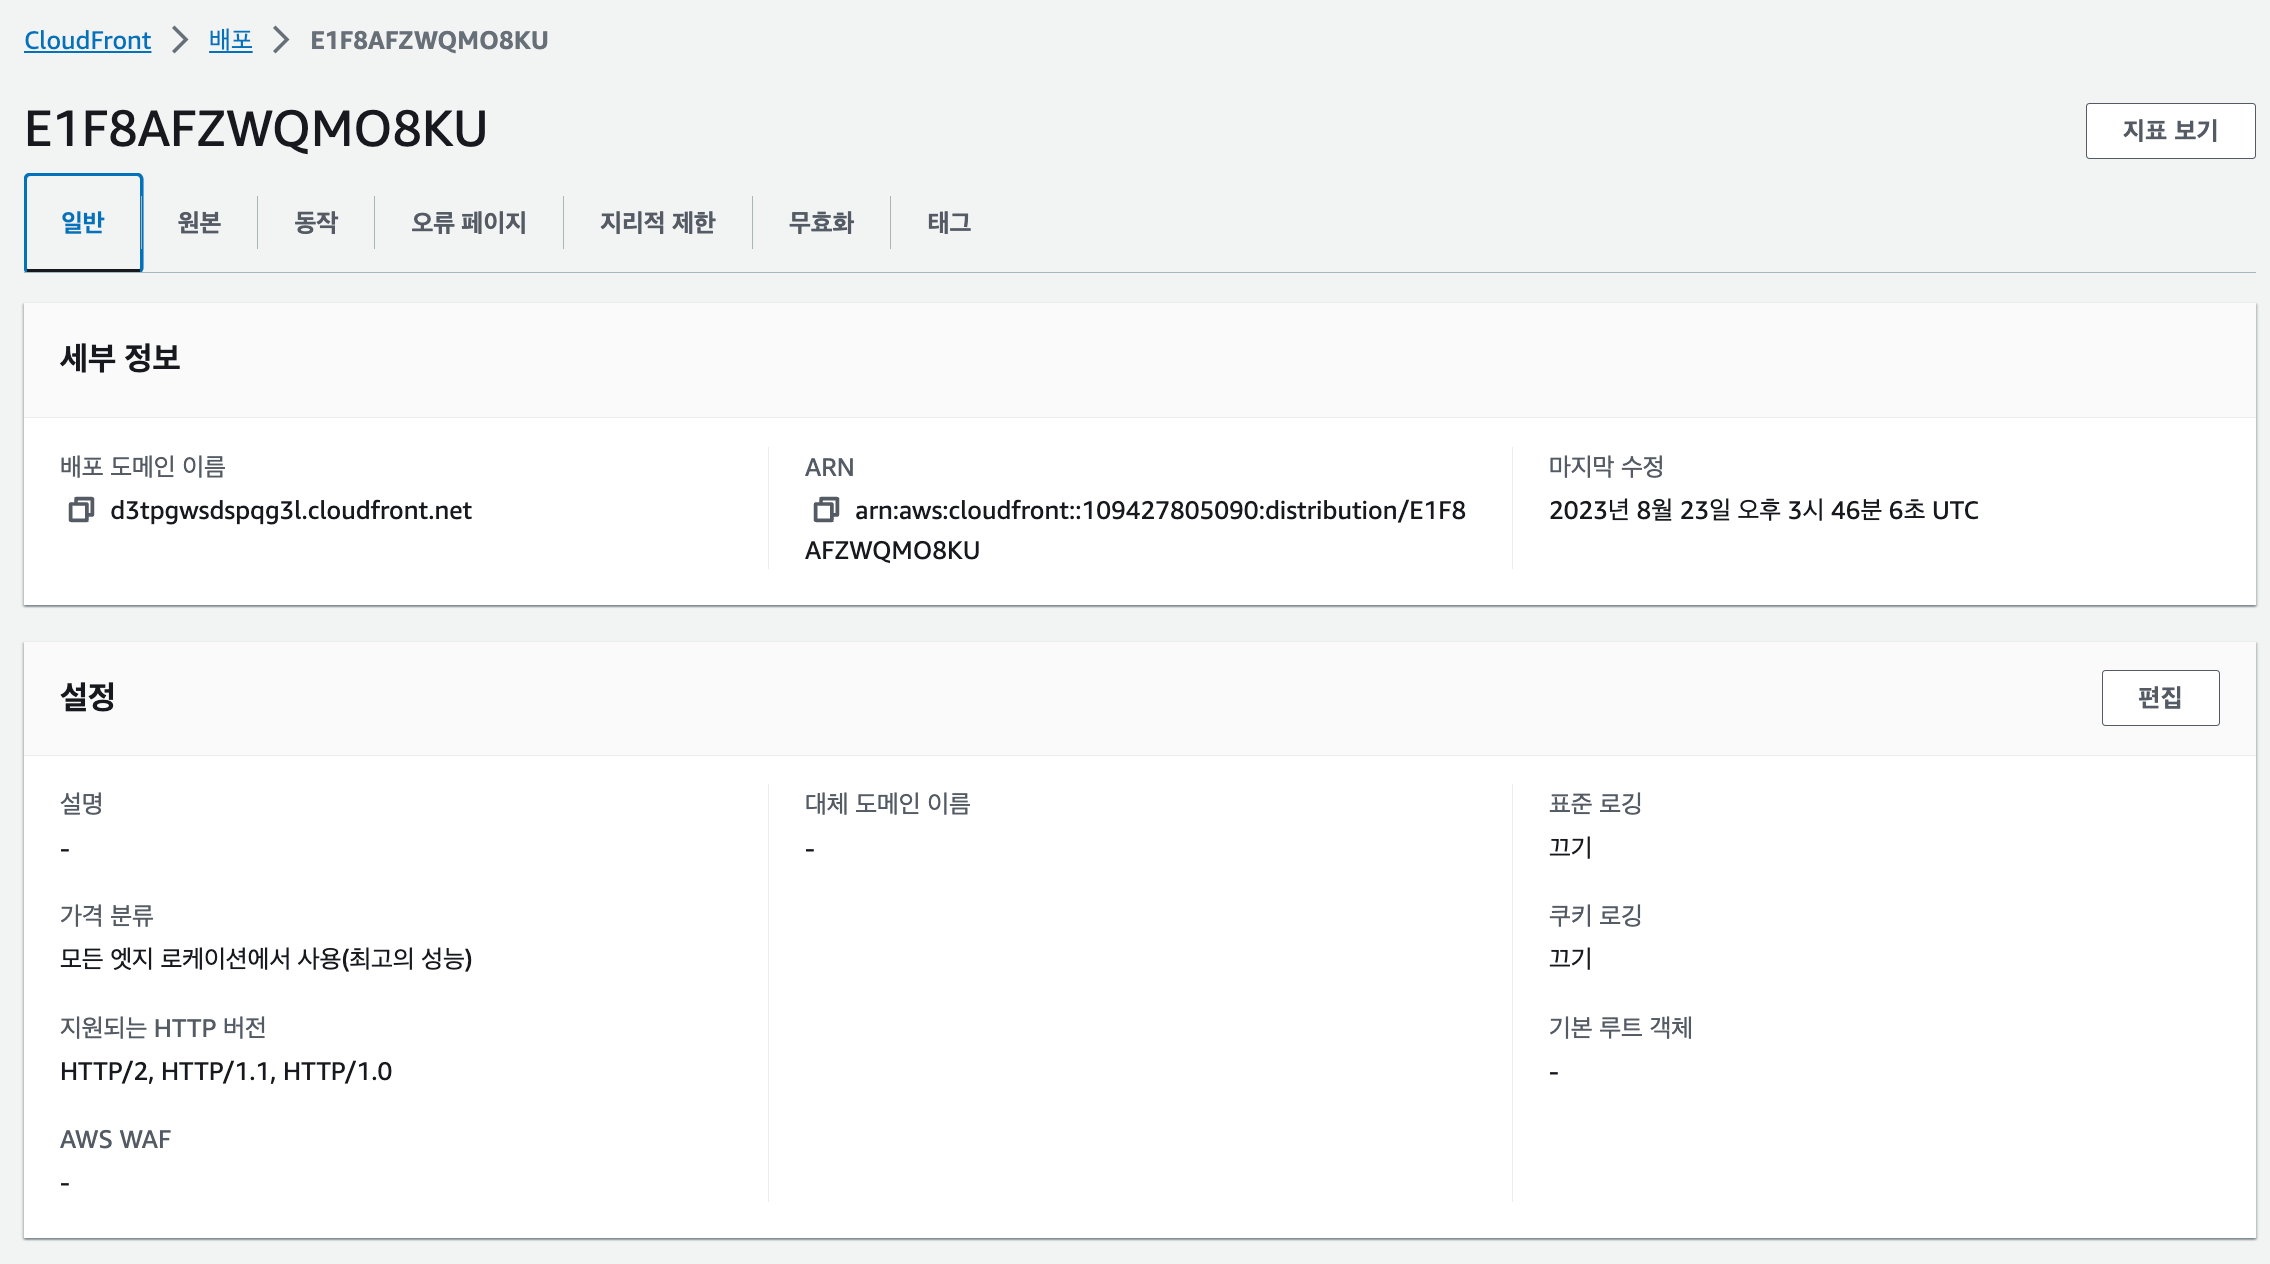 CloudFront > 배포 > E1F8AFZWQMO8KU
E1F8AFZWQMO8KU
지표 보기
일반 원본 동작 오류 페이지 지리적 제한 무효화 태그
세부 정보
배포 도메인 이름
d3tpgwsdspqg3l.cloudfront.net
ARN
arn:aws:cloudfront::109427805090:distribution/E1F8
AFZWQMO8KU
마지막 수정
2023년 8월 23일 오후 3시 46분 6초 UTC
설정
편집
설명
-
가격 분류
모든 엣지 로케이션에서 사용(최고의 성능)
지원되는 HTTP 버전
HTTP/2, HTTP/1.1, HTTP/1.0
AWS WAF
-
대체 도메인 이름
-
표준 로깅
끄기
쿠키 로깅
끄기
기본 루트 객체
-